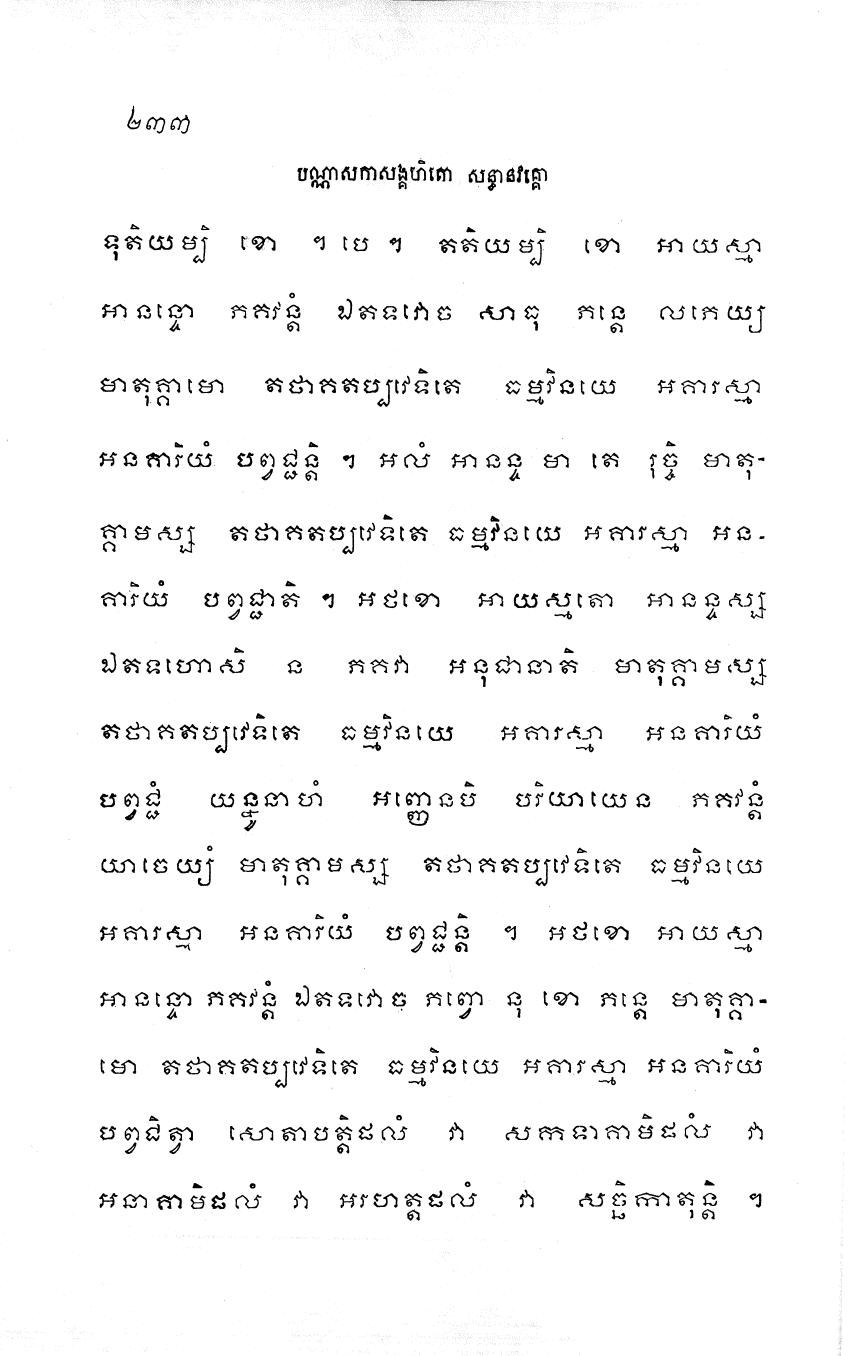 ២៣៧
បណ្ណាសកាសង្គហិតោ សន្ធានវគ្គោ
ទុតិយម្បិ ខោ ។ បេ ។ តតិយម្បិ ខោ អាយស្មា
អានន្ទោ ភគវន្តំ ឯតទវោច សាធុ ភន្តេ លភេយ្យ
មាតុគ្គាមោ តថាគតប្បវេទិតេ ធម្មវិនយេ អគារស្មា
អនគារិយំ បព្វជ្ជន្តិ ។ អលំ អានន្ទ មា តេ រុច្ចិ មាតុ-
គ្គាមស្ស តថាគតប្បវេទិតេ ធម្មវិនយេ អគារស្មា អន-
គារិយំ បព្វជ្ជាតិ ។ អថខោ អាយស្មតោ អានន្ទស្ស
ឯតទហោសិ ន ភគវា អនុជានាតិ មាតុគ្គាមស្ស
តថាគតប្បវេទិតេ ធម្មវិនយេ អគារស្មា អនគារិយំ
បព្វជ្ជំ យន្នូនាហំ អញ្ញេនបិ បរិយាយេន ភគវន្តំ
យាចេយ្យំ មាតុគ្គាមស្ស តថាគតប្បវេទិតេ ធម្មវិនយេ
អគារស្មា អនគារិយំ បព្វជ្ជន្តិ ។ អថខោ អាយស្មា
អានន្ទោ ភគវន្តំ ឯតទវោច ភព្វោ នុ ខោ ភន្តេ មាតុគ្គា-
មោ តថាគតប្បវេទិតេ ធម្មវិនយេ អគារស្មា អនគារិយំ
បព្វជិត្វា សោតាបត្តិផលំ វា សកទាគាមិផលំ វា
អនាគាមិផលំ វា អរហត្តផលំ វា សច្ឆិកាតុន្តិ ។